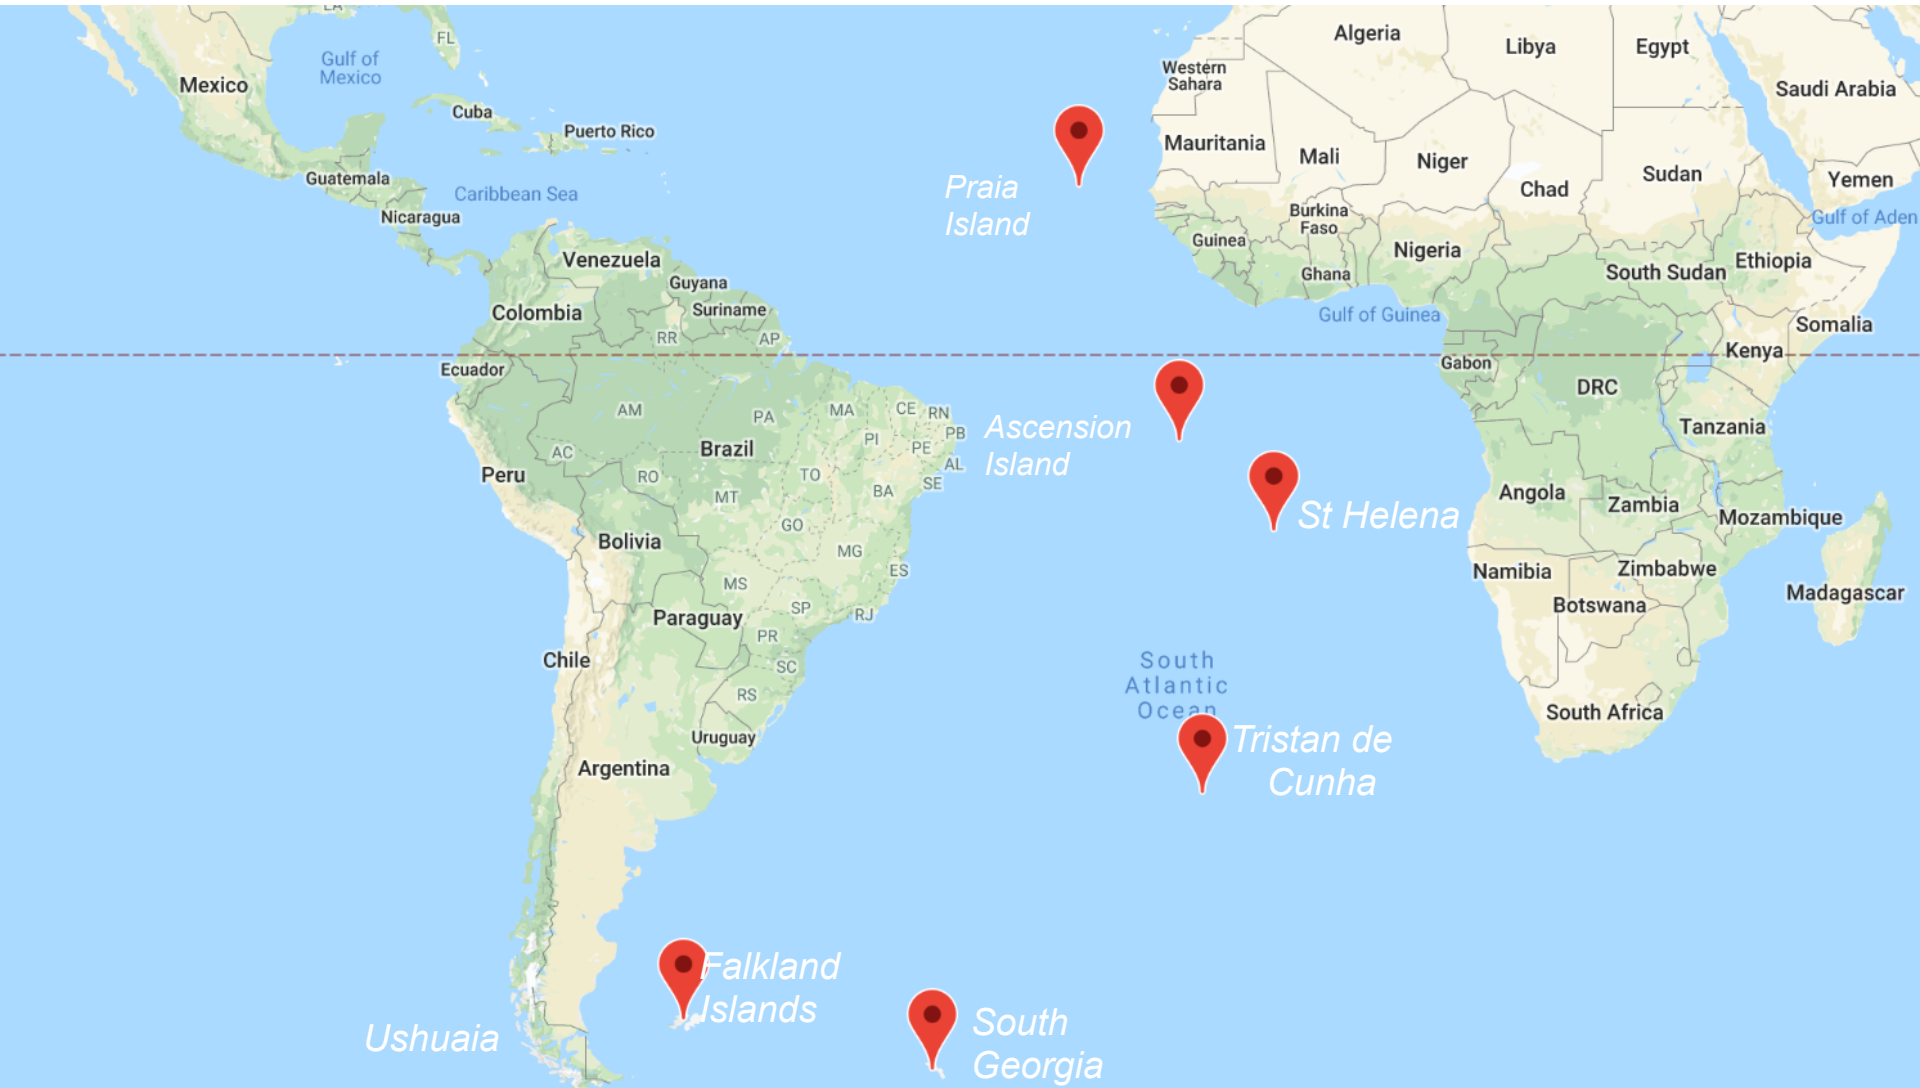 LA
FL
Algeria
Libya
Egypt
Gulf of
Mexico
Mexico
Western
Sahara
Saudi Arabia
Cuba
Puerto Rico
Mauritania
Mali
Niger
Chad
Sudan
Yemen
Guatemala
Caribbean Sea
Praia
Island
Nicaragua
Burkina
Faso
Gulf of Aden
Guinea
Nigeria
Venezuela
Ghana
South Sudan
Ethiopia
Guyana
Colombia
Suriname
Gulf of Guinea
Somalia
RR
AP
Kenya
Ecuador
Gabon
DRC
AM
PA
MA
CE
RN
PB
Ascension
Island
Tanzania
PI
PE
Brazil
AC
AL
Peru
RO
TO
SE
MT
BA
Angola
Zambia
St Helena
Mozambique
GO
Bolivia
MG
ES
Namibia
Zimbabwe
MS
Botswana
Madagascar
Paraguay
SP
RJ
PR
Chile
SC
South
Atlantic
Ocean
RS
South Africa
Uruguay
Tristan de
Cunha
Argentina
Falkland
Islands
Ushuaia
South
Georgia